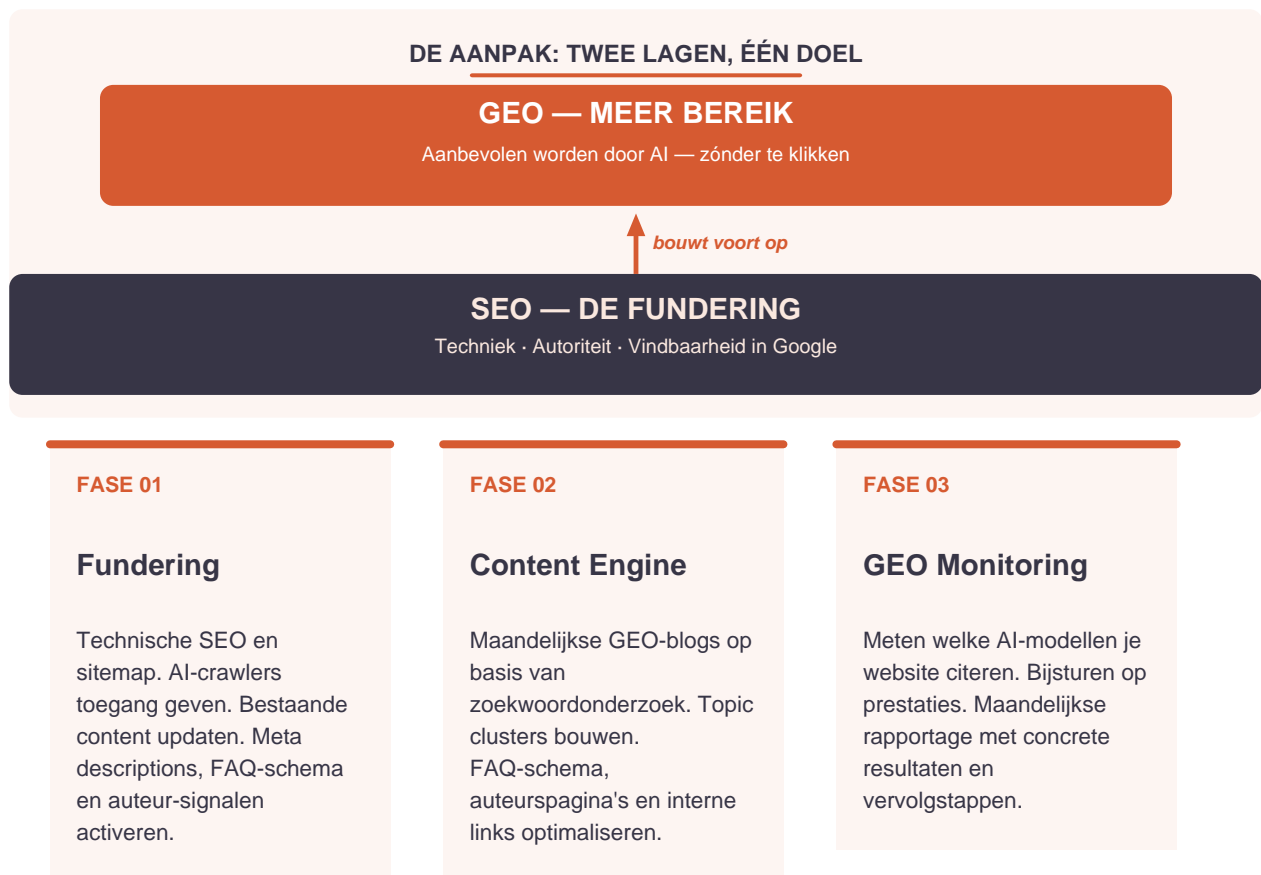 DE AANPAK: TWEE LAGEN, ÉÉN DOEL
GEO — MEER BEREIK
Aanbevolen worden door AI — zónder te klikken
bouwt voort op
SEO — DE FUNDERING
Techniek · Autoriteit · Vindbaarheid in Google
FASE 01
Fundering
Technische SEO en
sitemap. AI-crawlers
toegang geven. Bestaande
content updaten. Meta
descriptions, FAQ-schema
en auteur-signalen
activeren.
FASE 02
Content Engine
Maandelijkse GEO-blogs op
basis van
zoekwoordonderzoek. Topic
clusters bouwen.
FAQ-schema,
auteurspagina's en interne
links optimaliseren.
FASE 03
GEO Monitoring
Meten welke AI-modellen je
website citeren. Bijsturen op
prestaties. Maandelijkse
rapportage met concrete
resultaten en
vervolgstappen.